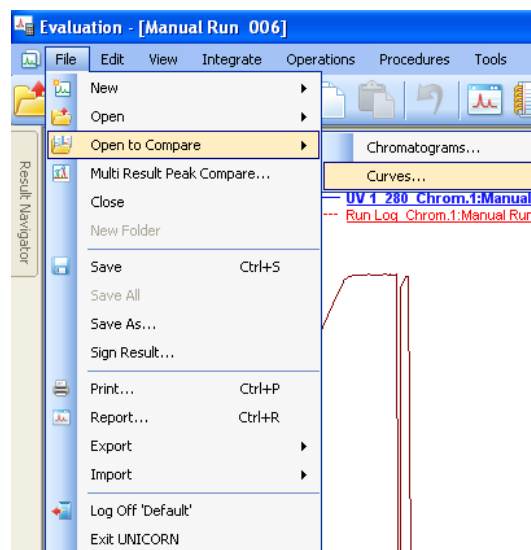 Evaluation - [Manual Run 006]
File Edit View Integrate Operations Procedures Tools
New
Open
Open to Compare
Chromatograms...
Multi Result Peak Compare...
Curves...
Close
UV 1_280 Chrom.1:Manual
New Folder
Run Log Chrom.1:Manual Run
Result Navigator
Save Ctrl+S
Save All
Save As...
Sign Result...
Print... Ctrl+P
Report... Ctrl+R
Export
Import
Log Off 'Default'
Exit UNICORN